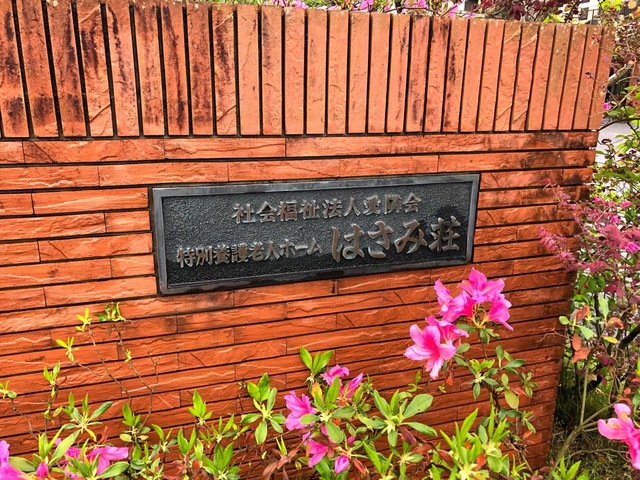 社会福祉法人愛隣会
特別養護老人ホーム はさみ荘